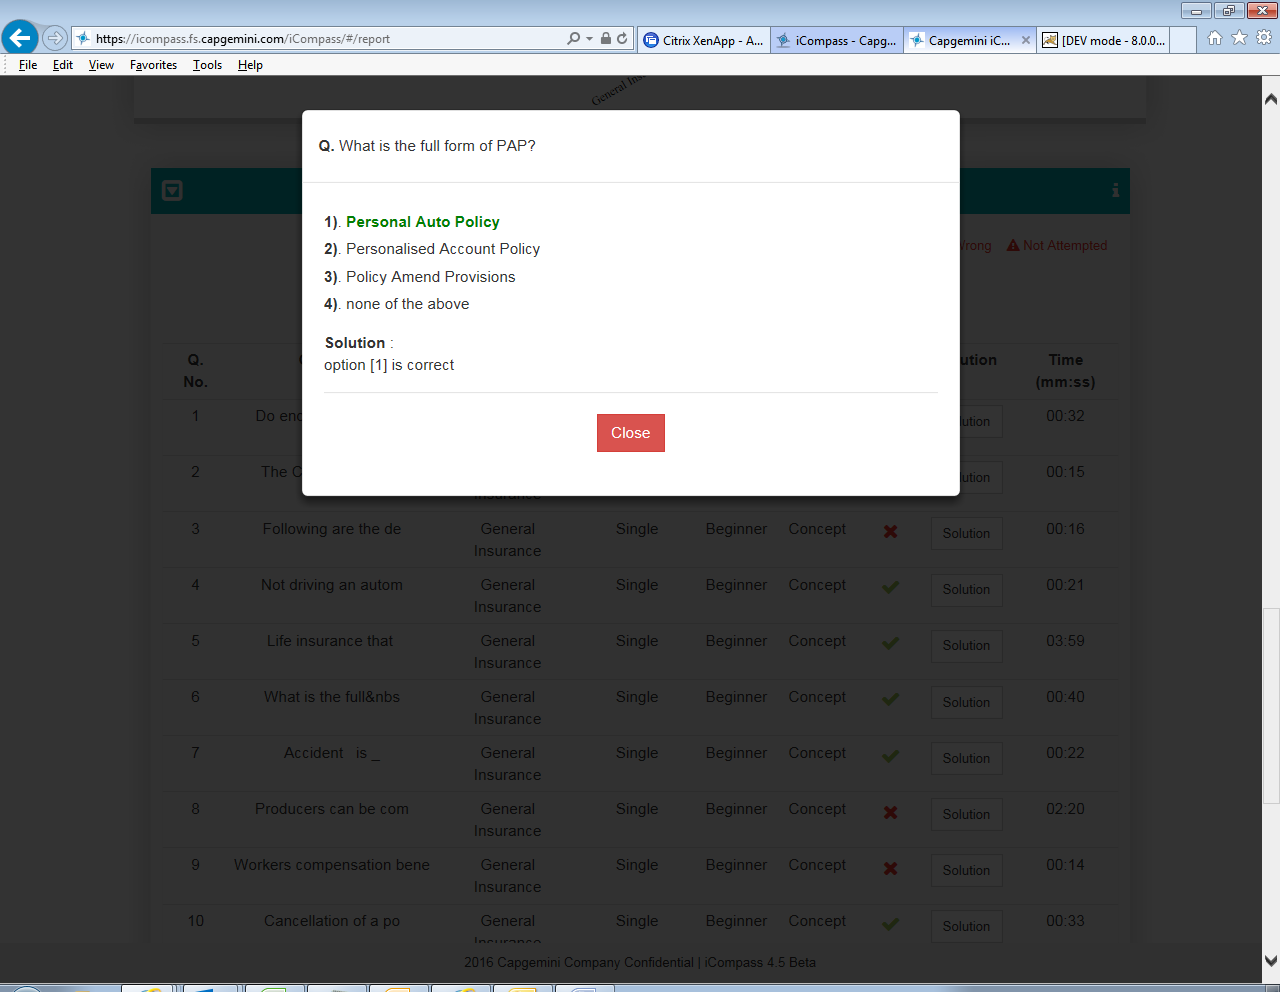 https://icompass.fs.capgemini.com/iCompass/#/report
Citrix XenApp - A...
iCompass - Capg...
Capgemini iC...
[DEV mode - 8.0.0...
File Edit View Favorites Tools Help
General
Q. What is the full form of PAP?
1). Personal Auto Policy
2). Personalised Account Policy
3). Policy Amend Provisions
4). none of the above
Solution :
option [1] is correct
Close
Wrong Not Attempted
Q. No. Time (mm:ss)
1 Do 00:32
2 The 00:15
3 Following are the de General Insurance Single Beginner Concept Solution 00:16
4 Not driving an autom General Insurance Single Beginner Concept Solution 00:21
5 Life insurance that General Insurance Single Beginner Concept Solution 03:59
6 What is the full&nbs General Insurance Single Beginner Concept Solution 00:40
7 Accident is _ General Insurance Single Beginner Concept Solution 00:22
8 Producers can be com General Insurance Single Beginner Concept Solution 02:20
9 Workers compensation bene General Insurance Single Beginner Concept Solution 00:14
10 Cancellation of a po General Insurance Single Beginner Concept Solution 00:33
2016 Capgemini Company Confidential | iCompass 4.5 Beta